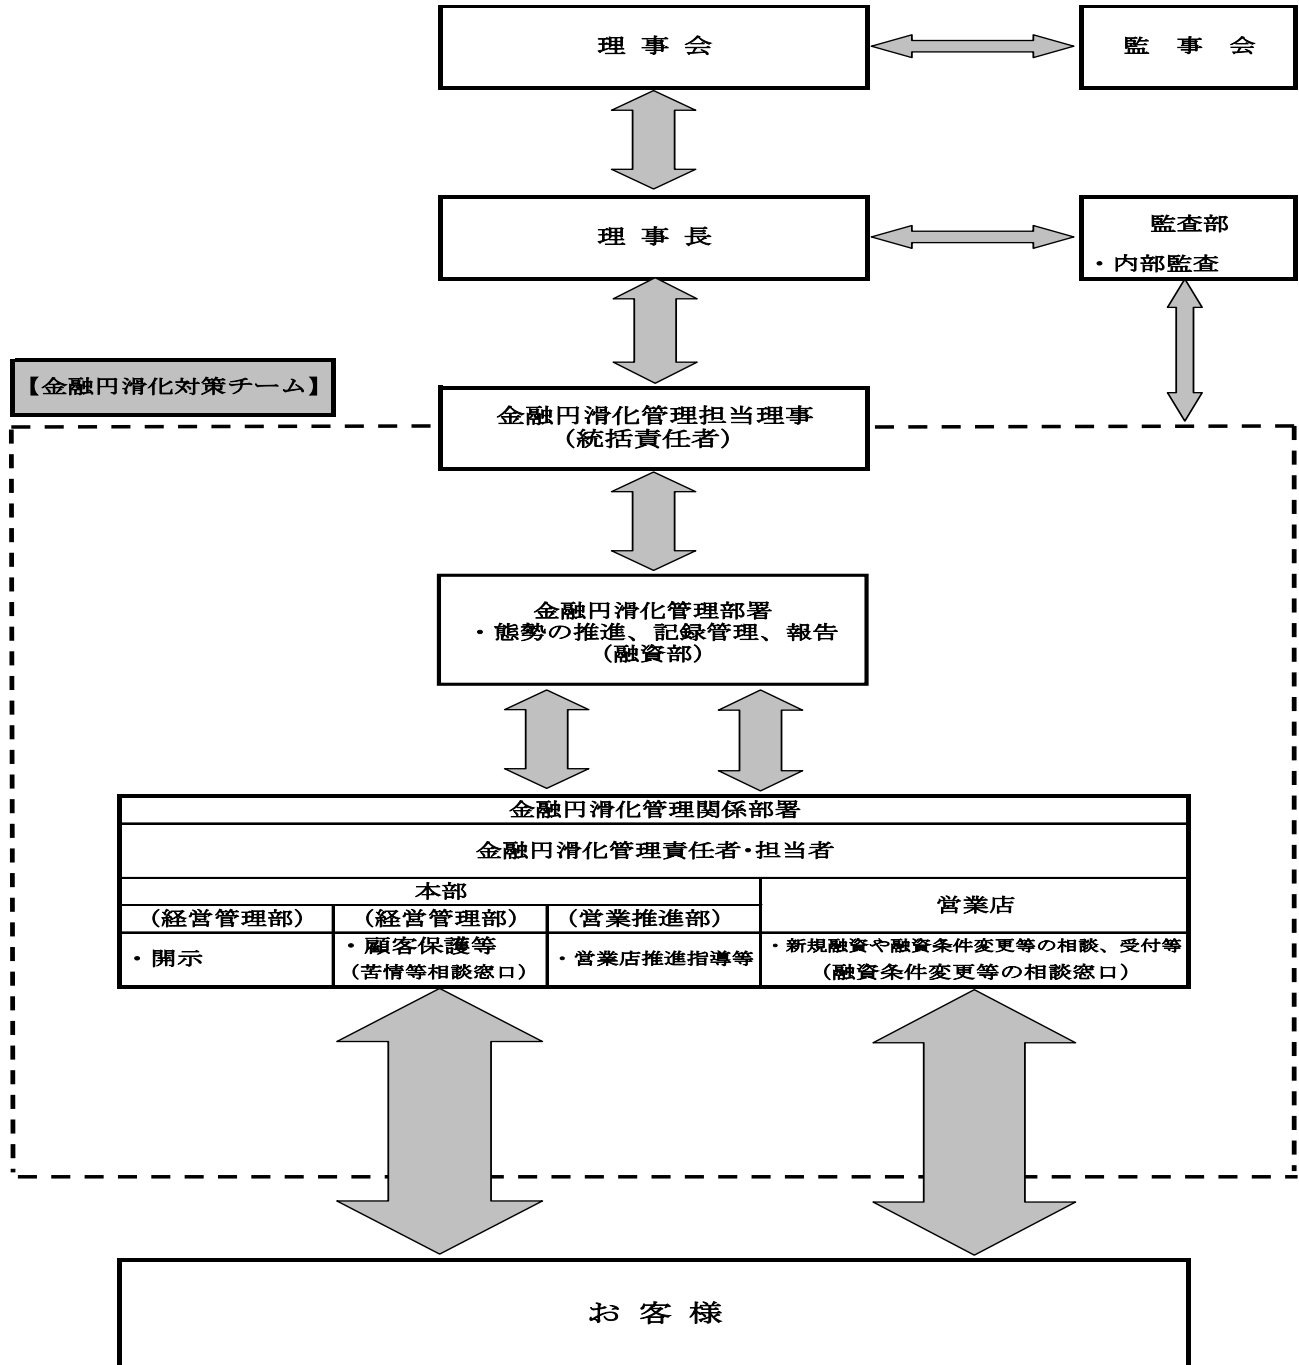 理 事 会
監 事 会
理 事 長
監査部
・内部監査
【金融円滑化対策チーム】
金融円滑化管理担当理事
（統括責任者）
金融円滑化管理部署
・態勢の推進、記録管理、報告
（融資部）
金融円滑化管理関係部署
金融円滑化管理責任者・担当者
本部
営業店
（経営管理部）
（経営管理部）
（営業推進部）
・開示
・顧客保護等
（苦情等相談窓口）
・営業店推進指導等
・新規融資や融資条件変更等の相談、受付等
（融資条件変更等の相談窓口）
お 客 様